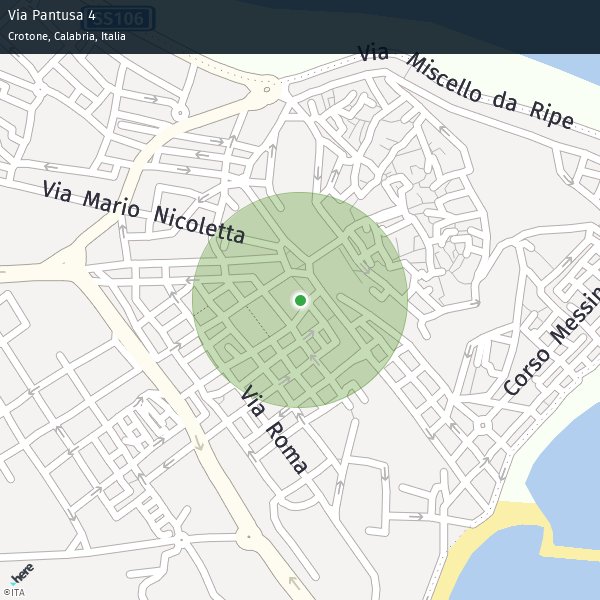 Via Pantusa 4
SS106
Crotone, Calabria, Italia
Via Miscello da Ripe
Via Mario Nicoletta
Corso Messin
Via Roma
here
©ITA